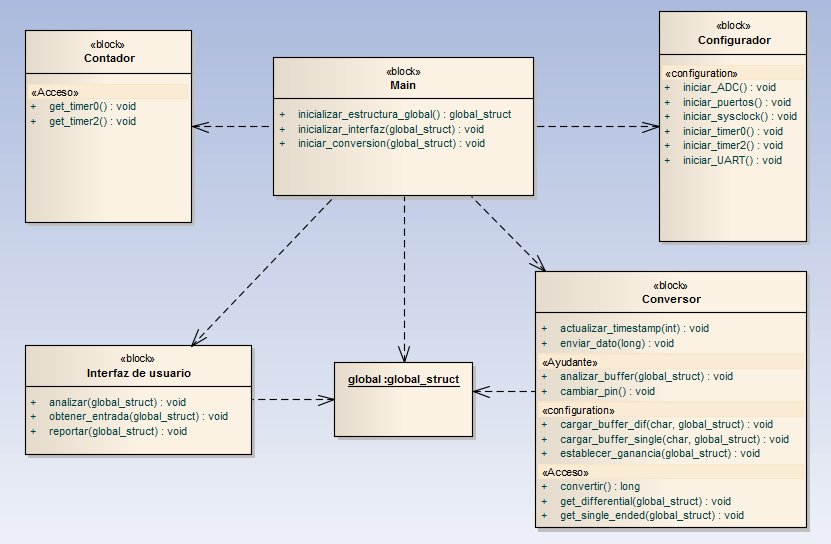 «block»
Contador
«Acceso»
+ get_timer0() : void
+ get_timer2() : void
«block»
Main
+ inicializar_estructura_global() : global_struct
+ inicializar_interfaz(global_struct) : void
+ iniciar_conversion(global_struct) : void
«block»
Configurador
«configuration»
+ iniciar_ADC() : void
+ iniciar_puertos() : void
+ iniciar_sysclock() : void
+ iniciar_timer0() : void
+ iniciar_timer2() : void
+ iniciar_UART() : void
«block»
Interfaz de usuario
+ analizar(global_struct) : void
+ obtener_entrada(global_struct) : void
+ reportar(global_struct) : void
global :global_struct
«block»
Conversor
+ actualizar_timestamp(int) : void
+ enviar_dato(long) : void
«Ayudante»
+ analizar_buffer(global_struct) : void
+ cambiar_pin() : void
«configuration»
+ cargar_buffer_dif(char, global_struct) : void
+ cargar_buffer_single(char, global_struct) : void
+ establecer_ganancia(global_struct) : void
«Acceso»
+ convertir() : long
+ get_differential(global_struct) : void
+ get_single_ended(global_struct) : void